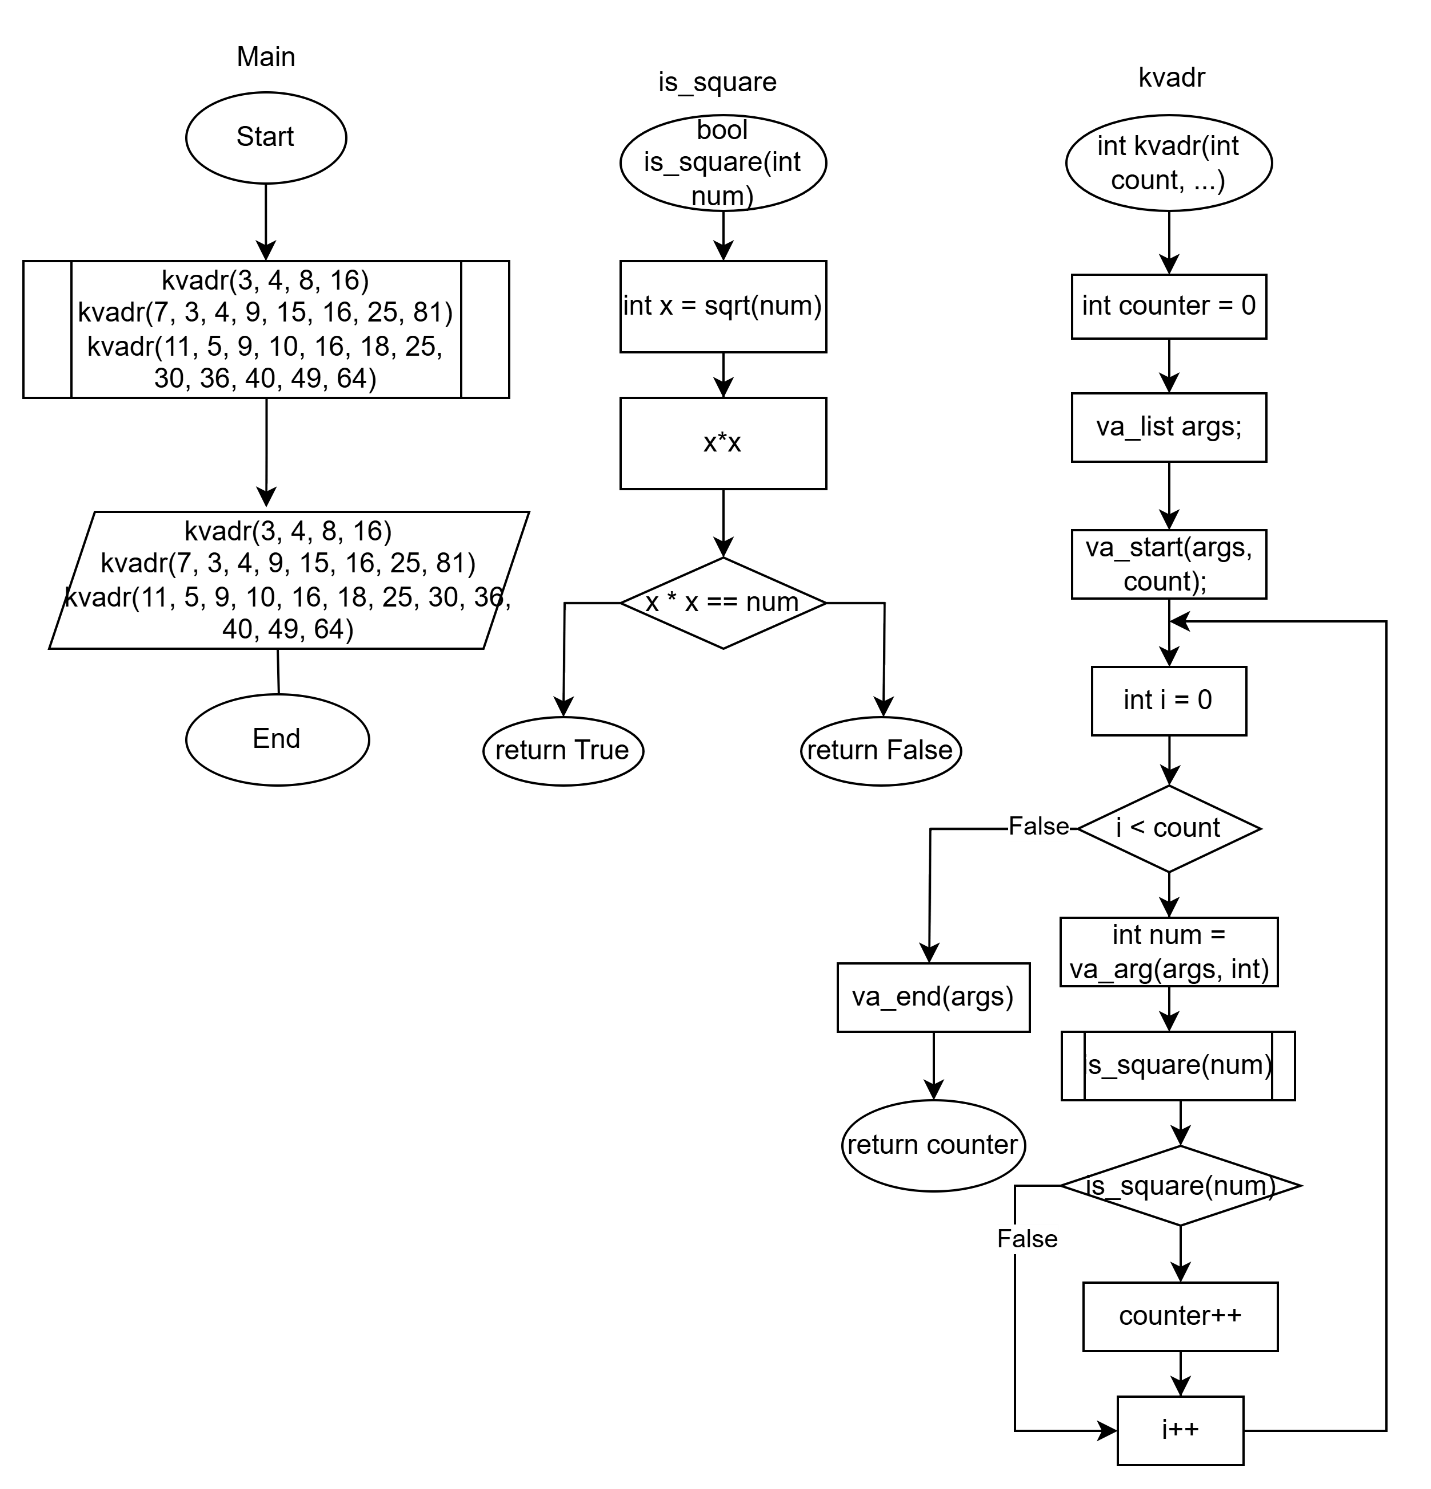 Main
Start
kvadr(3, 4, 8, 16)
kvadr(7, 3, 4, 9, 15, 16, 25, 81)
kvadr(11, 5, 9, 10, 16, 18, 25,
30, 36, 40, 49, 64)
kvadr(3, 4, 8, 16)
kvadr(7, 3, 4, 9, 15, 16, 25, 81)
kvadr(11, 5, 9, 10, 16, 18, 25, 30, 36,
40, 49, 64)
End
is_square
bool
is_square(int
num)
int x = sqrt(num)
x*x
x * x == num
return True
return False
kvadr
int kvadr(int
count, ...)
int counter = 0
va_list args;
va_start(args,
count);
int i = 0
i < count
False
int num =
va_arg(args, int)
va_end(args)
s_square(num)
return counter
is_square(num)
False
counter++
i++